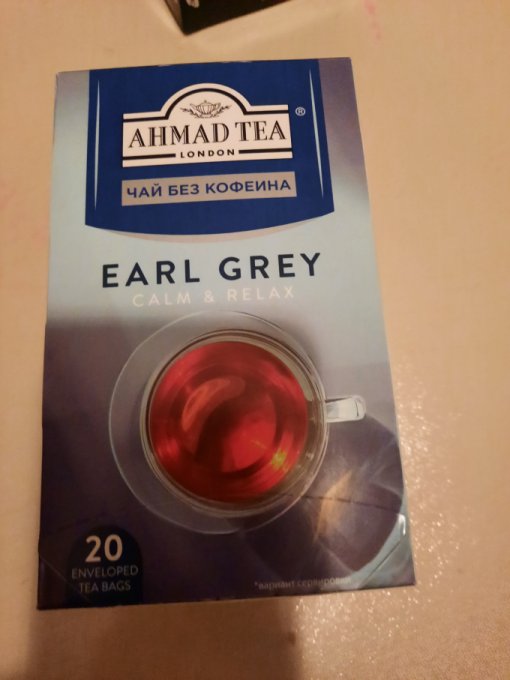 AHMAD TEA ®
LONDON
ЧАЙ БЕЗ КОФЕИНА
EARL GREY
CALM & RELAX
20
ENVELOPED
TEA BAGS
*вариант сервировки